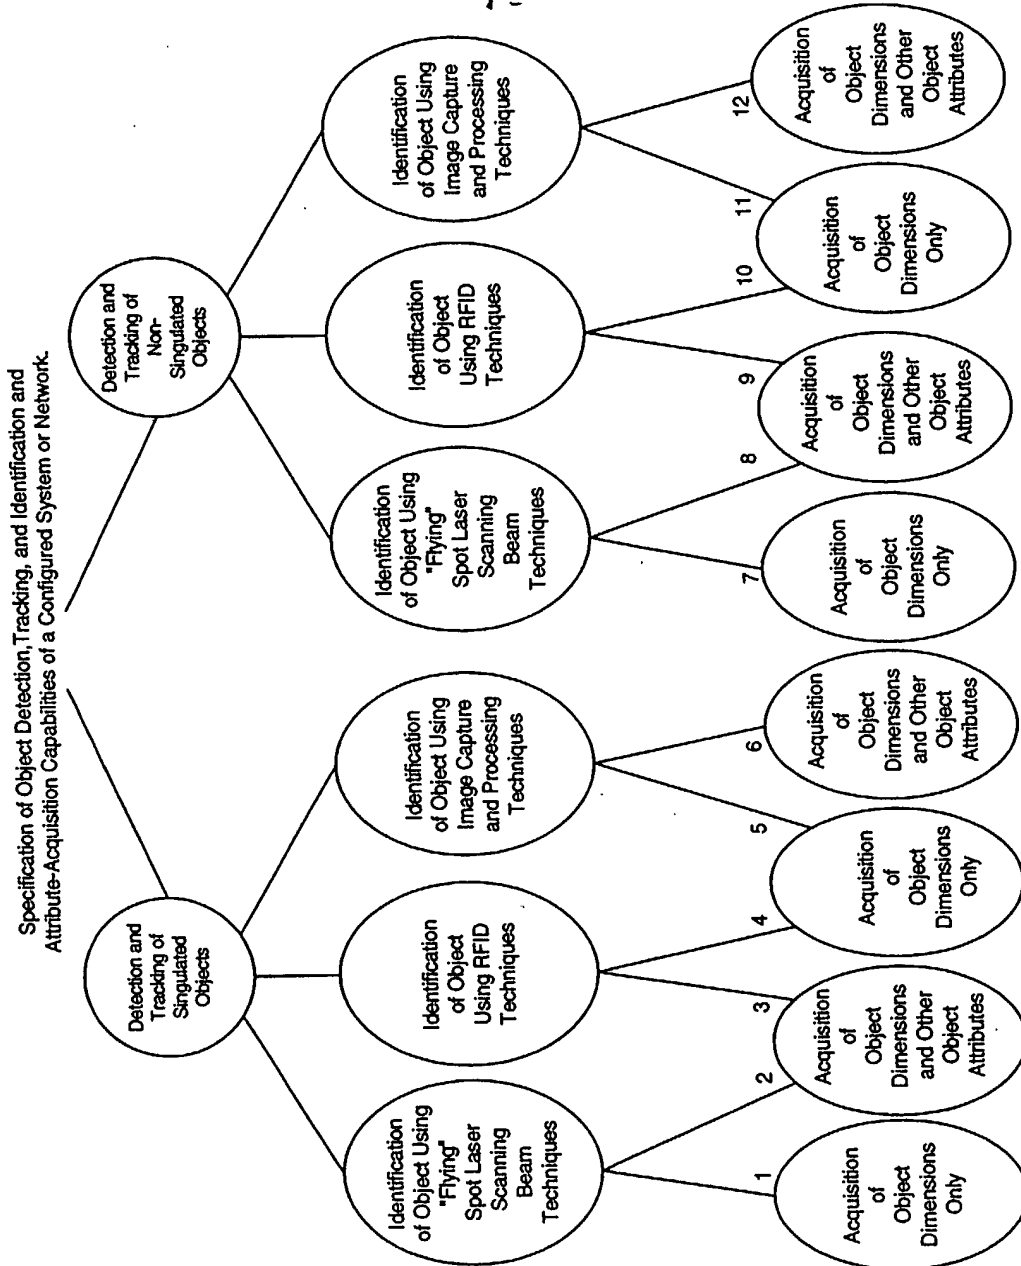 Specification of Object Detection,Tracking, and Identification and
Attribute-Acquisition Capabilities of a Configured System or Network.
Detection and
Tracking of
Singulated
Objects
Detection and
Tracking of
Non-
Singulated
Objects
Identification
of Object Using
"Flying"
Spot Laser
Scanning
Beam
Techniques
Identification
of Object
Using RFID
Techniques
Identification
of Object Using
Image Capture
and Processing
Techniques
Identification
of Object Using
"Flying"
Spot Laser
Scanning
Beam
Techniques
Identification
of Object
Using RFID
Techniques
Identification
of Object Using
Image Capture
and Processing
Techniques
1
2
3
4
5
6
7
8
9
10
11
12
Acquisition
of
Object
Dimensions
Only
Acquisition
of
Object
Dimensions
and Other
Object
Attributes
Acquisition
of
Object
Dimensions
Only
Acquisition
of
Object
Dimensions
and Other
Object
Attributes
Acquisition
of
Object
Dimensions
Only
Acquisition
of
Object
Dimensions
and Other
Object
Attributes
Acquisition
of
Object
Dimensions
Only
Acquisition
of
Object
Dimensions
and Other
Object
Attributes